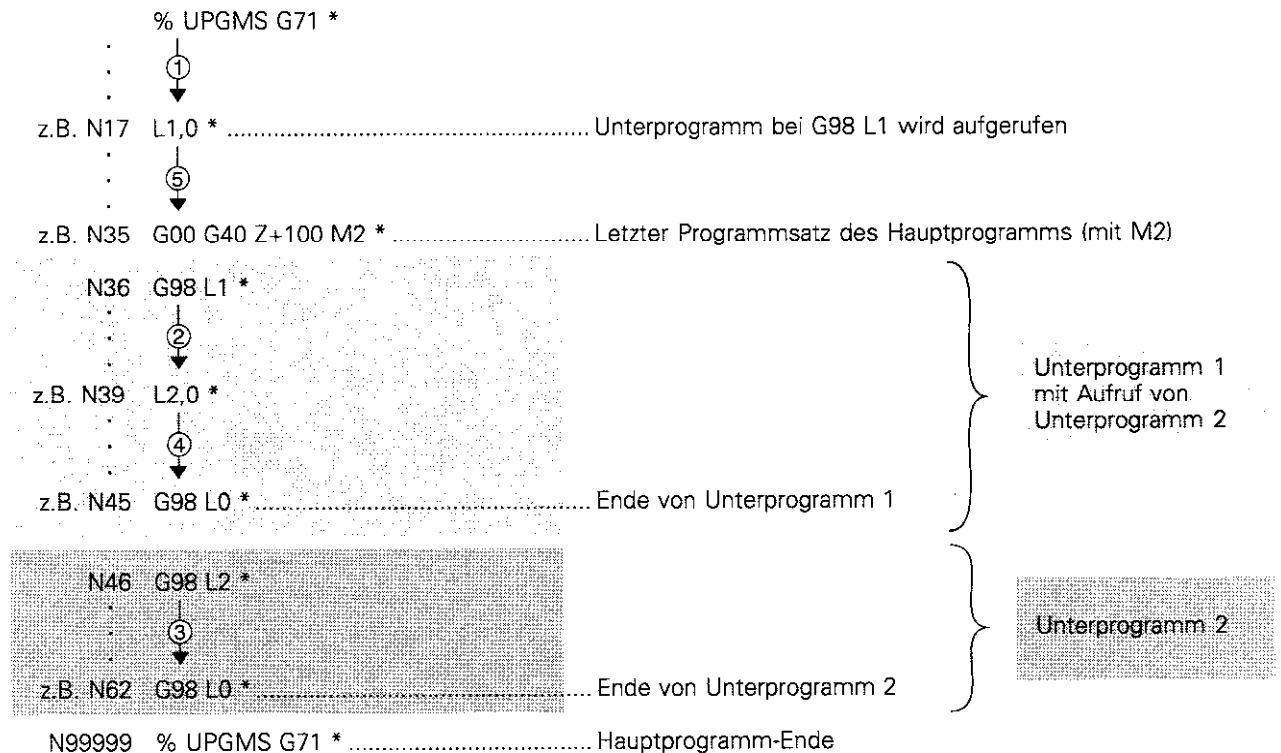 % UPGMS G71 *
①
z.B. N17 L1,0 * ................ Unterprogramm bei G98 L1 wird aufgerufen
⑤
z.B. N35 G00 G40 Z+100 M2 * ................ Letzter Programmsatz des Hauptprogramms (mit M2)
N36 G98 L1 *
②
z.B. N39 L2,0 *
④
z.B. N45 G98 L0 * ................ Ende von Unterprogramm 1
Unterprogramm 1
mit Aufruf von
Unterprogramm 2
N46 G98 L2 *
③
z.B. N62 G98 L0 * ................ Ende von Unterprogramm 2
Unterprogramm 2
N99999 % UPGMS G71 * ................ Hauptprogramm-Ende